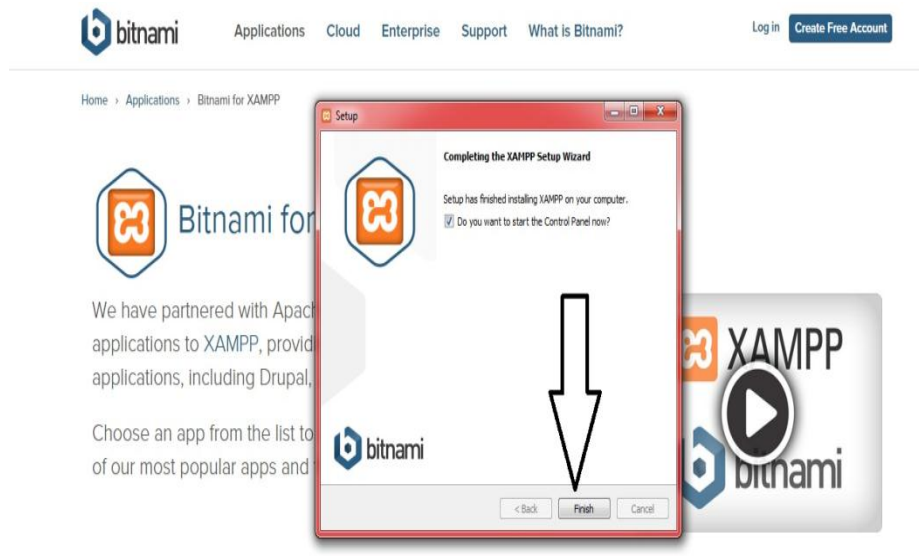 bitnami
Applications Cloud Enterprise Support What is Bitnami?
Log in Create Free Account
Home › Applications › Bitnami for XAMPP
Bitnami for
We have partnered with Apach
applications to XAMPP, provid
applications, including Drupal,
Choose an app from the list to
of our most popular apps and
Setup
Completing the XAMPP Setup Wizard
Setup has finished installing XAMPP on your computer.
Do you want to start the Control Panel now?
bitnami
< Back Finish Cancel
XAMPP
bitnami